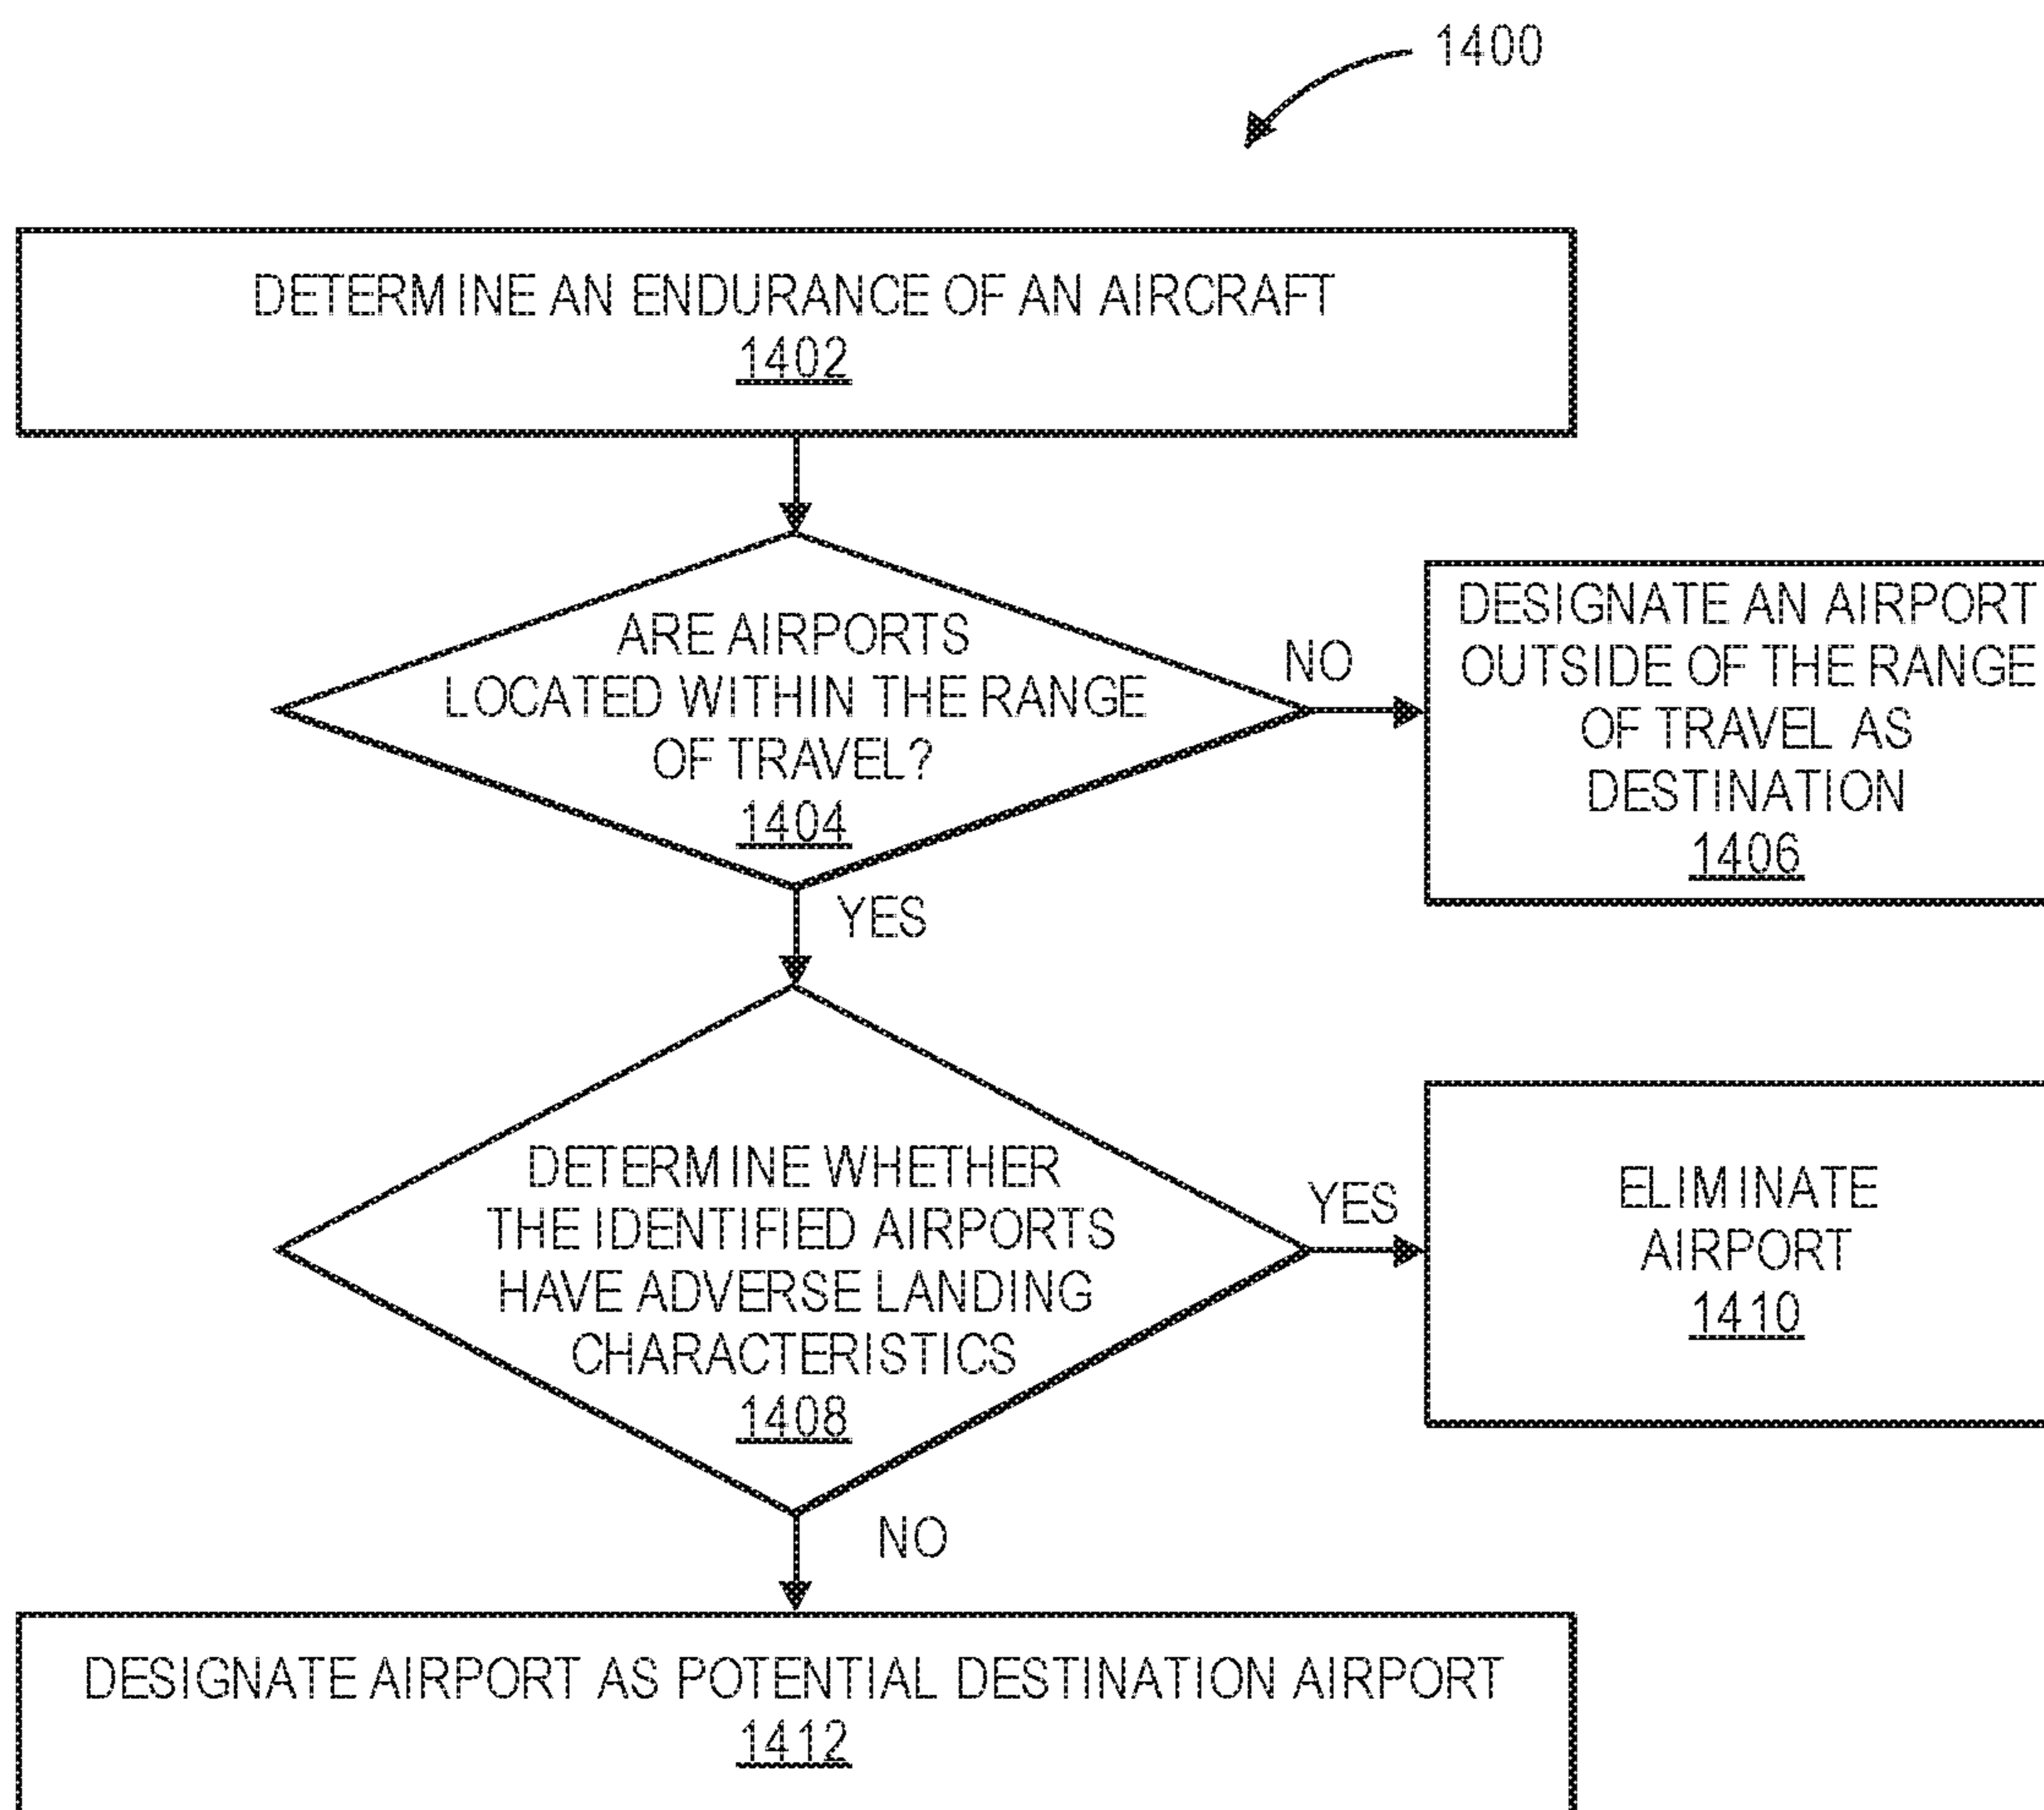 1400
DETERMINE AN ENDURANCE OF AN AIRCRAFT
1402
ARE AIRPORTS
LOCATED WITHIN THE RANGE
OF TRAVEL?
1404
NO
DESIGNATE AN AIRPORT
OUTSIDE OF THE RANGE
OF TRAVEL AS
DESTINATION
1406
YES
DETERMINE WHETHER
THE IDENTIFIED AIRPORTS
HAVE ADVERSE LANDING
CHARACTERISTICS
1408
YES
ELIMINATE
AIRPORT
1410
NO
DESIGNATE AIRPORT AS POTENTIAL DESTINATION AIRPORT
1412